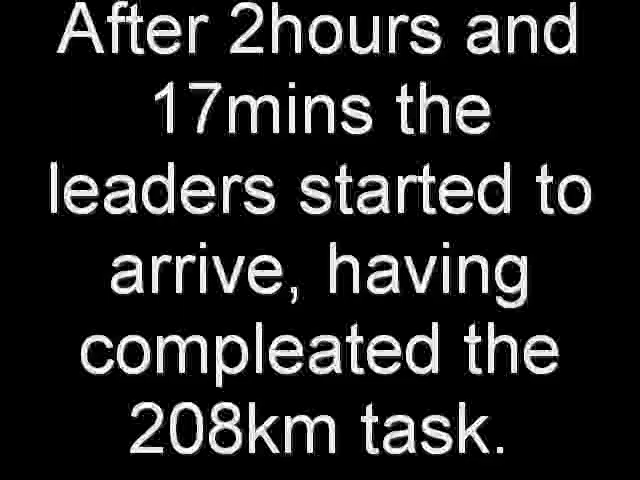 After 2hours and
17mins the
leaders started to
arrive, having
compleated the
208km task.